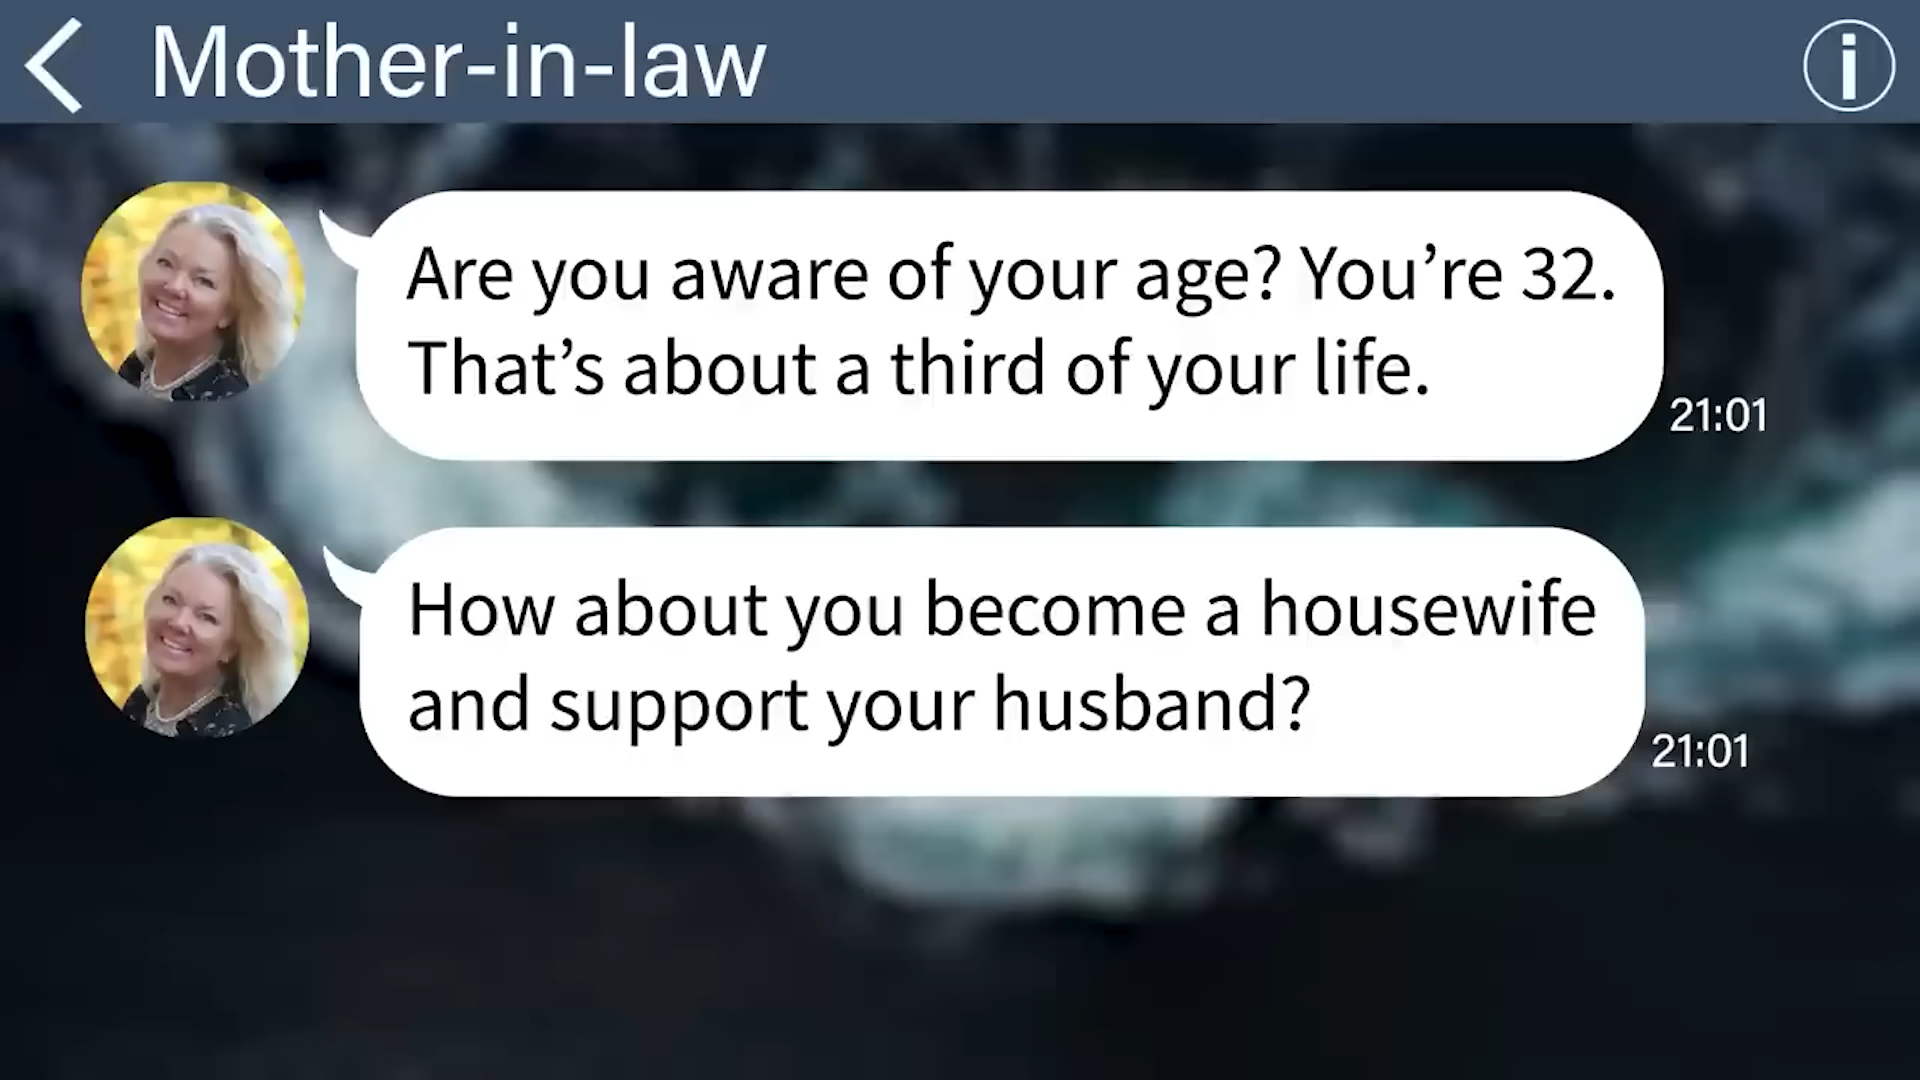 Mother-in-law
Are you aware of your age? You’re 32.
That’s about a third of your life.
21:01
How about you become a housewife
and support your husband?
21:01